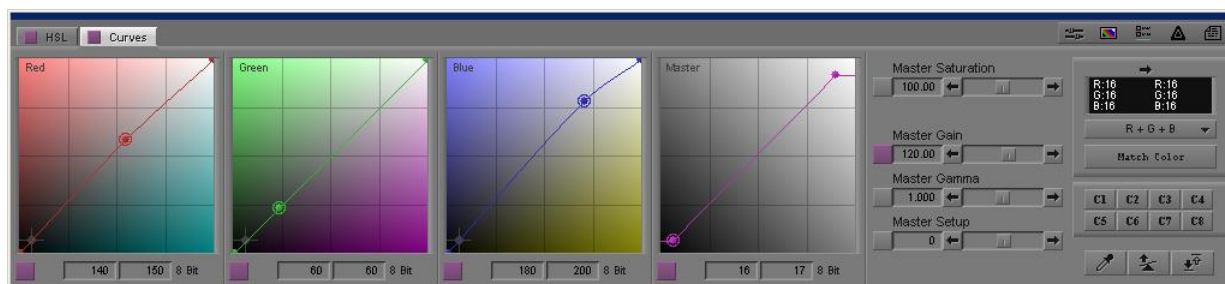 HSL Curves
Red
140 150 8 Bit
Green
60 60 8 Bit
Blue
180 200 8 Bit
Master
16 17 8 Bit
Master Saturation
100.00
Master Gain
120.00
Master Gamma
1.000
Master Setup
0
R:16 R:16
G:16 G:16
B:16 B:16
R + G + B
Match Color
C1 C2 C3 C4
C5 C6 C7 C8